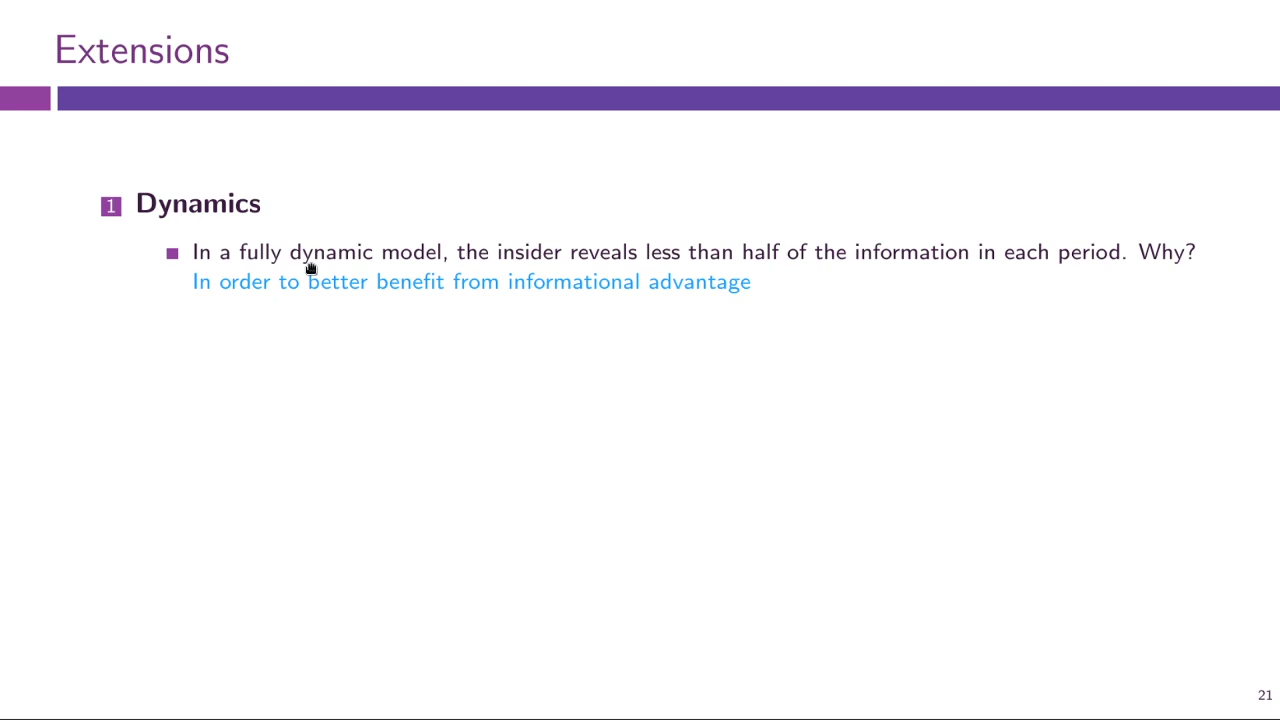 Extensions
1 Dynamics
In a fully dynamic model, the insider reveals less than half of the information in each period. Why?
In order to better benefit from informational advantage
21